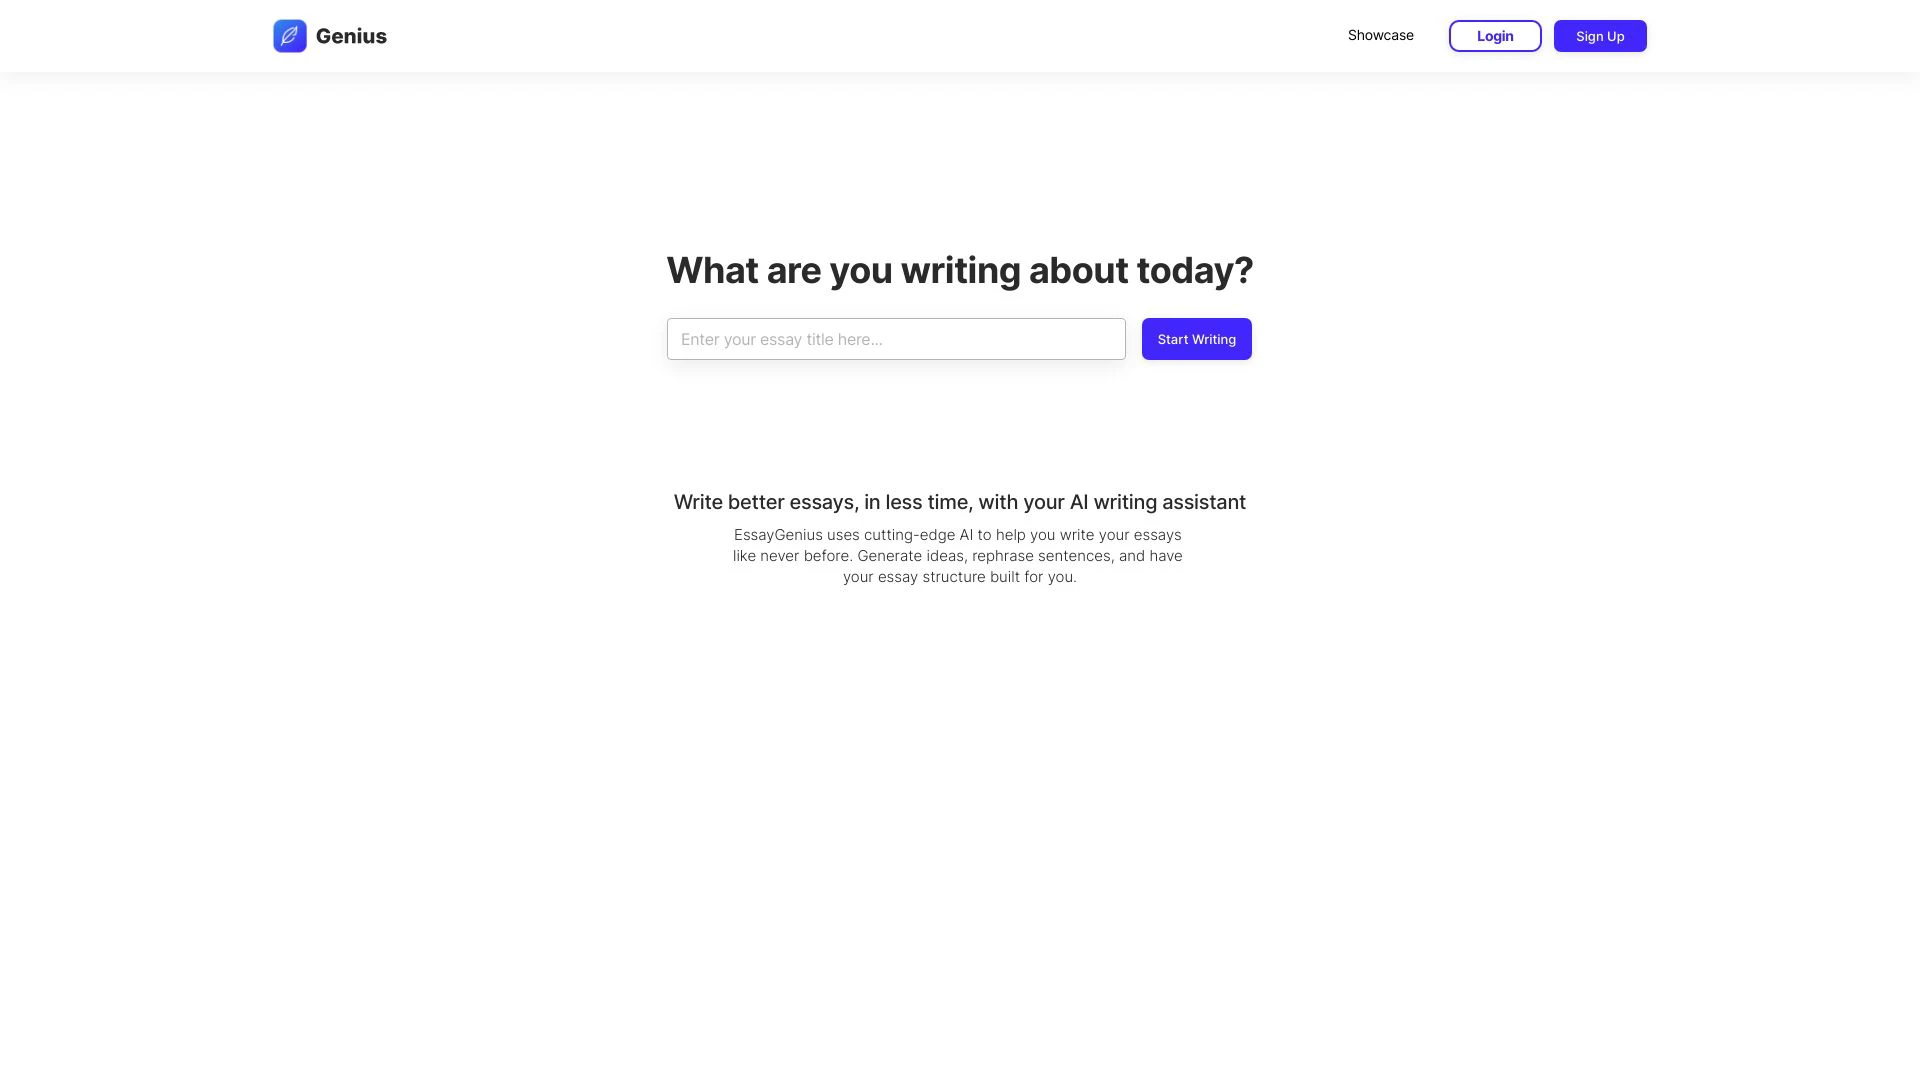 Genius
Showcase
Login
Sign Up
What are you writing about today?
Enter your essay title here...
Start Writing
Write better essays, in less time, with your AI writing assistant
EssayGenius uses cutting-edge AI to help you write your essays
like never before. Generate ideas, rephrase sentences, and have
your essay structure built for you.